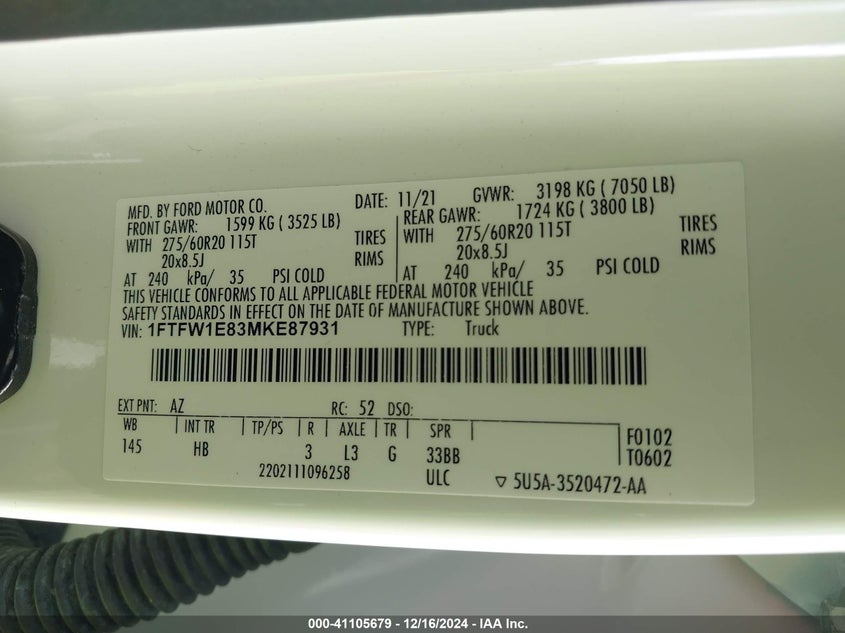 MFD. BY FORD MOTOR CO. DATE: 11/21 GVWR: 3198 KG ( 7050 LB)
FRONT GAWR: 1599 KG ( 3525 LB) REAR GAWR: 1724 KG ( 3800 LB)
WITH 275/60R20 115T TIRES WITH 275/60R20 115T TIRES
20x8.5J RIMS 20x8.5J RIMS
AT 240 kPa/ 35 PSI COLD AT 240 kPa/ 35 PSI COLD
THIS VEHICLE CONFORMS TO ALL APPLICABLE FEDERAL MOTOR VEHICLE
SAFETY STANDARDS IN EFFECT ON THE DATE OF MANUFACTURE SHOWN ABOVE.
VIN: 1FTFW1E83MKE87931 TYPE: Truck
EXT PNT: AZ RC: 52 DSO:
WB INT TR TP/PS R AXLE TR SPR F0102
145 HB 3 L3 G 33BB T0602
2202111096258 ULC 5U5A-3520472-AA
000-41105679 - 12/16/2024 - IAA Inc.